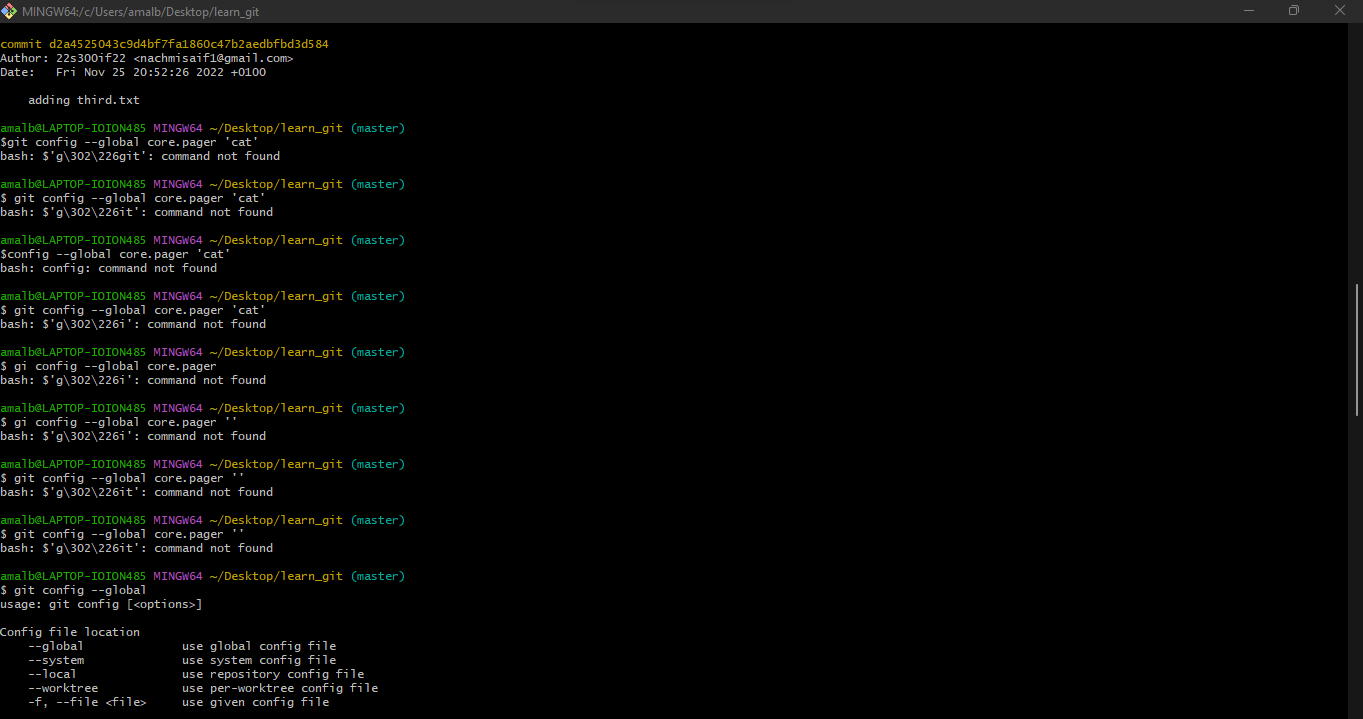 MINGW64:/c/Users/amalb/Desktop/learn_git
commit d2a4525043c9d4bf7fa1860c47b2aedbfbd3d584
Author: 22s300if22 <nachmisaif1@gmail.com>
Date:   Fri Nov 25 20:52:26 2022 +0100
    adding third.txt
amalb@LAPTOP-IOION485 MINGW64 ~/Desktop/learn_git (master)
$git config --global core.pager 'cat'
bash: $'g\302\226git': command not found
amalb@LAPTOP-IOION485 MINGW64 ~/Desktop/learn_git (master)
$ git config --global core.pager 'cat'
bash: $'g\302\226it': command not found
amalb@LAPTOP-IOION485 MINGW64 ~/Desktop/learn_git (master)
$config --global core.pager 'cat'
bash: config: command not found
amalb@LAPTOP-IOION485 MINGW64 ~/Desktop/learn_git (master)
$ git config --global core.pager 'cat'
bash: $'g\302\226i': command not found
amalb@LAPTOP-IOION485 MINGW64 ~/Desktop/learn_git (master)
$ gi config --global core.pager
bash: $'g\302\226i': command not found
amalb@LAPTOP-IOION485 MINGW64 ~/Desktop/learn_git (master)
$ gi config --global core.pager ''
bash: $'g\302\226i': command not found
amalb@LAPTOP-IOION485 MINGW64 ~/Desktop/learn_git (master)
$ git config --global core.pager ''
bash: $'g\302\226it': command not found
amalb@LAPTOP-IOION485 MINGW64 ~/Desktop/learn_git (master)
$ git config --global core.pager ''
bash: $'g\302\226it': command not found
amalb@LAPTOP-IOION485 MINGW64 ~/Desktop/learn_git (master)
$ git config --global
usage: git config [<options>]
Config file location
    --global              use global config file
    --system              use system config file
    --local               use repository config file
    --worktree            use per-worktree config file
    -f, --file <file>     use given config file